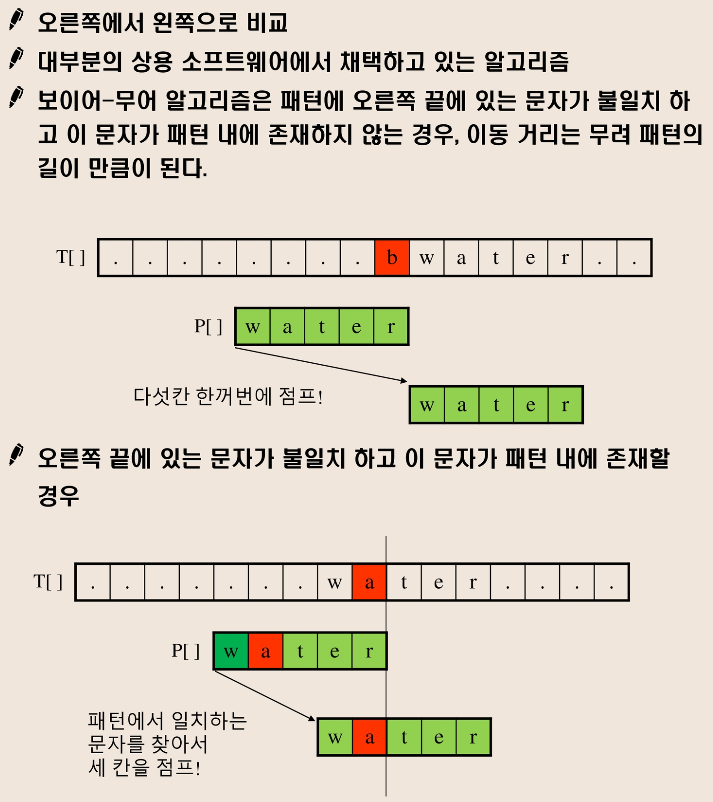 오른쪽에서 왼쪽으로 비교
대부분의 상용 소프트웨어에서 채택하고 있는 알고리즘
보이어-무어 알고리즘은 패턴에 오른쪽 끝에 있는 문자가 불일치 하
고 이 문자가 패턴 내에 존재하지 않는 경우, 이동 거리는 무려 패턴의
길이 만큼이 된다.
T[ ] . . . . . . . . b w a t e r . .
P[ ] w a t e r
다섯칸 한꺼번에 점프!
w a t e r
오른쪽 끝에 있는 문자가 불일치 하고 이 문자가 패턴 내에 존재할
경우
T[ ] . . . . . . . w a t e r . . . .
P[ ] w a t e r
패턴에서 일치하는
문자를 찾아서
세 칸을 점프!
w a t e r